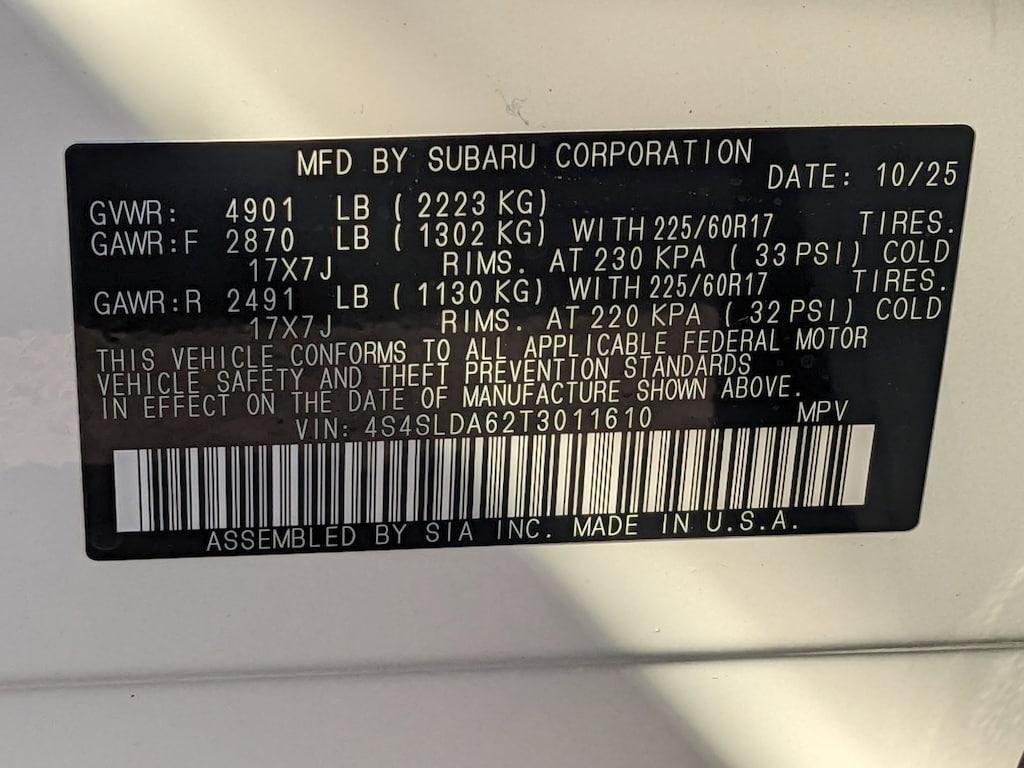 MFD BY SUBARU CORPORATION
DATE: 10/25
GVWR: 4901 LB ( 2223 KG)
GAWR:F 2870 LB ( 1302 KG) WITH 225/60R17 TIRES.
17X7J RIMS. AT 230 KPA ( 33 PSI) COLD
GAWR:R 2491 LB ( 1130 KG) WITH 225/60R17 TIRES.
17X7J RIMS. AT 220 KPA ( 32 PSI) COLD
THIS VEHICLE CONFORMS TO ALL APPLICABLE FEDERAL MOTOR
VEHICLE SAFETY AND THEFT PREVENTION STANDARDS
IN EFFECT ON THE DATE OF MANUFACTURE SHOWN ABOVE.
VIN: 4S4SLDA62T3011610 MPV
ASSEMBLED BY SIA INC. MADE IN U.S.A.